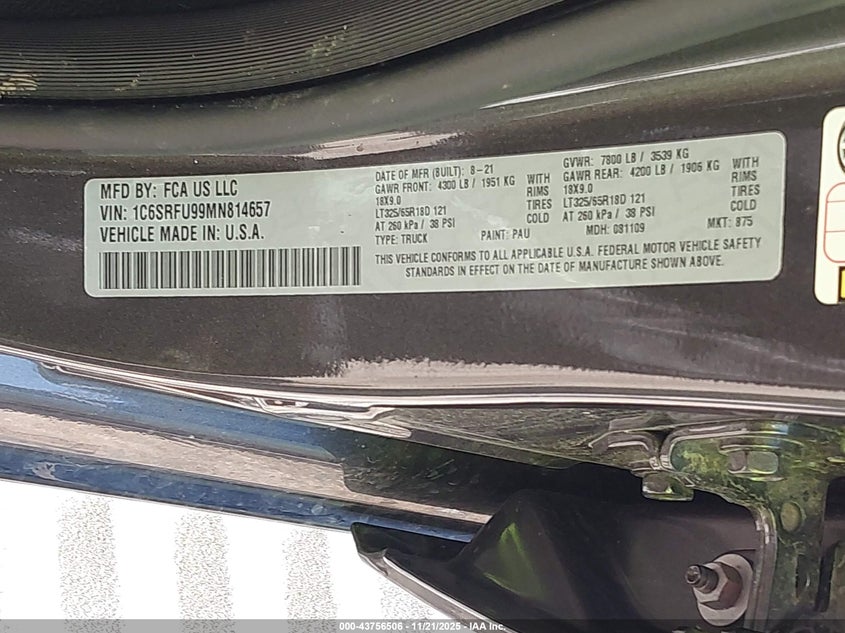 MFD BY: FCA US LLC
VIN: 1C6SRFU99MN814657
VEHICLE MADE IN: U.S.A.
DATE OF MFR (BUILT): 8-21
GAWR FRONT: 4300 LB / 1951 KG WITH
18X9.0 RIMS
LT325/65R18D 121 TIRES
AT 260 kPa / 38 PSI COLD
TYPE: TRUCK PAINT: PAU
GVWR: 7800 LB / 3539 KG
GAWR REAR: 4200 LB / 1906 KG WITH
18X9.0 RIMS
LT325/65R18D 121 TIRES
AT 260 kPa / 38 PSI COLD
MDH: 081109 MKT: 875
THIS VEHICLE CONFORMS TO ALL APPLICABLE U.S.A. FEDERAL MOTOR VEHICLE SAFETY
STANDARDS IN EFFECT ON THE DATE OF MANUFACTURE SHOWN ABOVE.
000-43756506 - 11/21/2025 - IAA Inc.